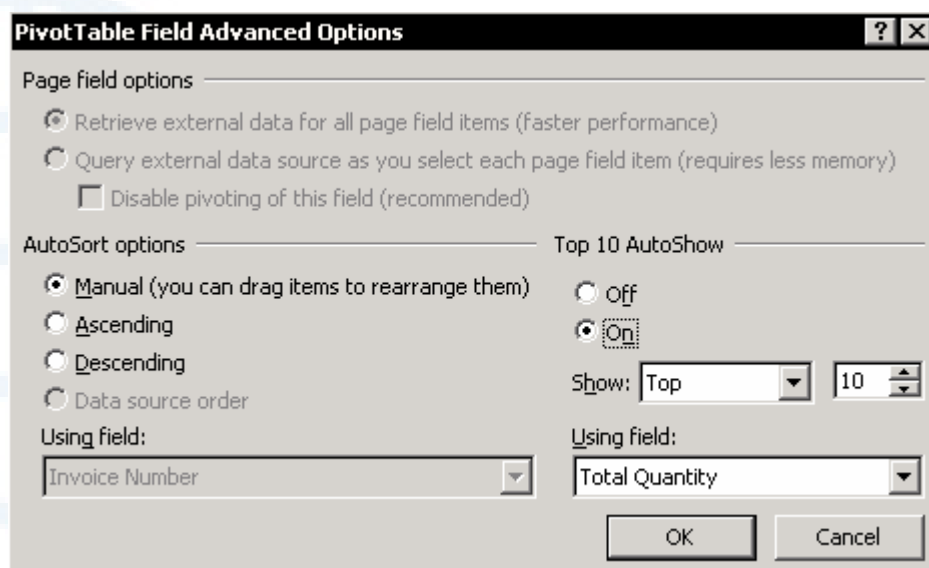 PivotTable Field Advanced Options
Page field options
Retrieve external data for all page field items (faster performance)
Query external data source as you select each page field item (requires less memory)
Disable pivoting of this field (recommended)
AutoSort options
Manual (you can drag items to rearrange them)
Ascending
Descending
Data source order
Using field:
Invoice Number
Top 10 AutoShow
Off
On
Show: Top 10
Using field:
Total Quantity
OK Cancel